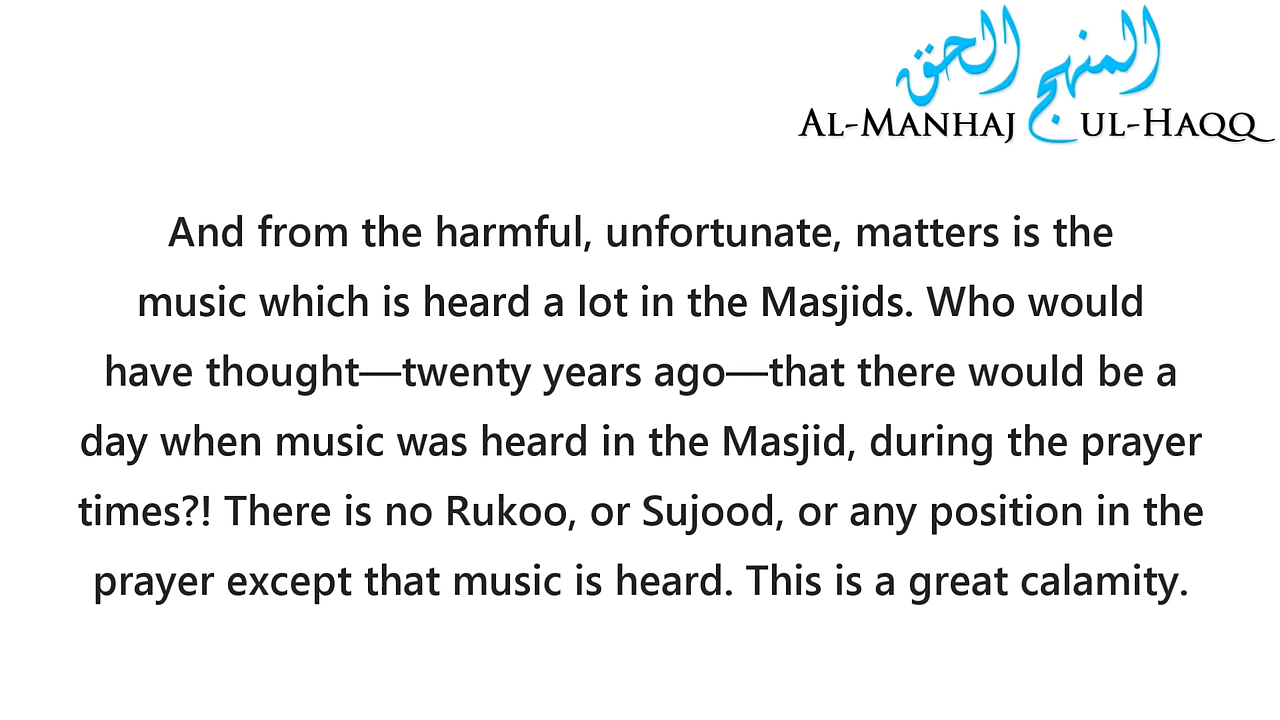 المنهج الحق
AL-MANHAJ UL-HAQQ
And from the harmful, unfortunate, matters is the
music which is heard a lot in the Masjids. Who would
have thought—twenty years ago—that there would be a
day when music was heard in the Masjid, during the prayer
times?! There is no Rukoo, or Sujood, or any position in the
prayer except that music is heard. This is a great calamity.